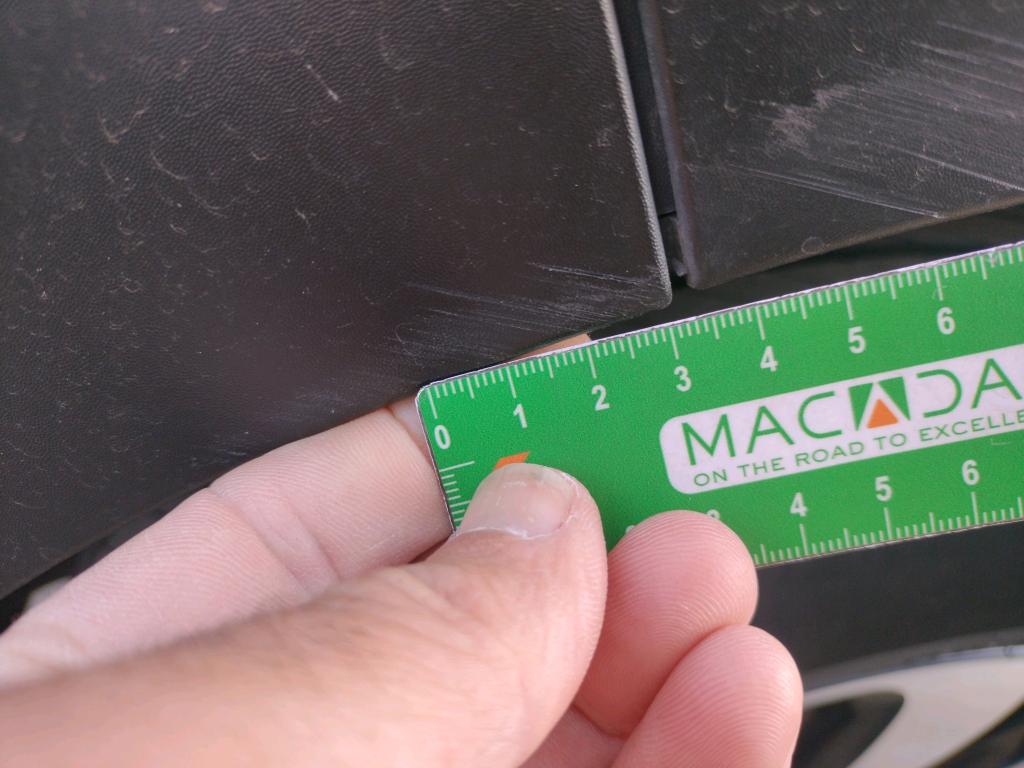 0 1 2 3 4 5 6
MACADA
ON THE ROAD TO EXCELLE
4 5 6